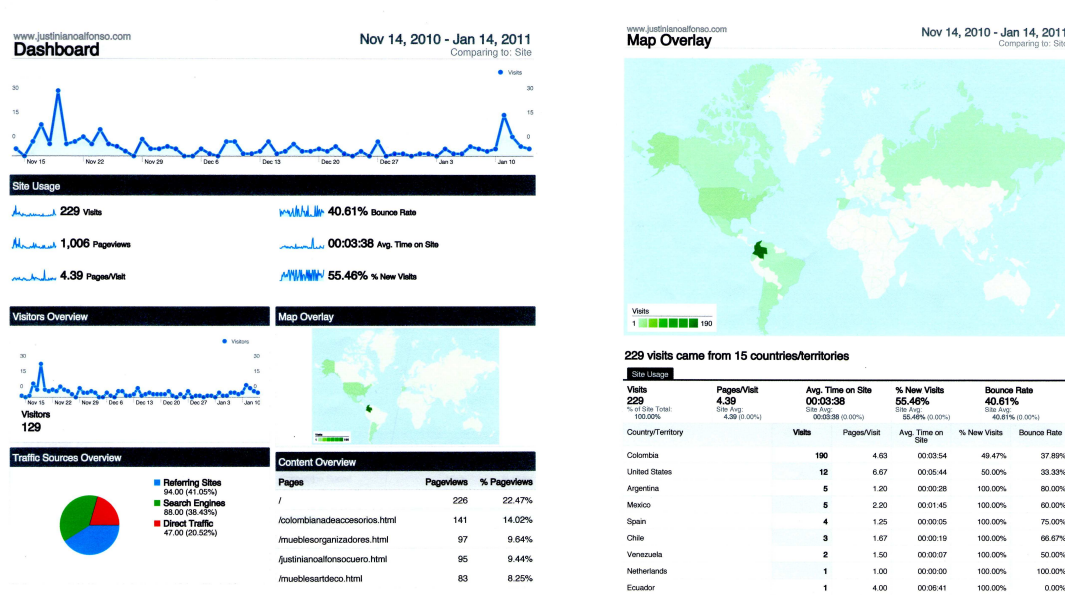 www.justinianoalfonso.com
Dashboard
Nov 14, 2010 - Jan 14, 2011
Comparing to: Site
Visits
30 30
15 15
0 0
Nov 15 Nov 22 Nov 29 Dec 6 Dec 13 Dec 20 Dec 27 Jan 3 Jan 10
Site Usage
229 Visits
40.61% Bounce Rate
1,006 Pageviews
00:03:38 Avg. Time on Site
4.39 Pages/Visit
55.46% % New Visits
Visitors Overview
Visitors
30 30
15 15
0 0
Nov 15 Nov 22 Nov 29 Dec 6 Dec 13 Dec 20 Dec 27 Jan 3 Jan 10
Visitors
129
Map Overlay
Traffic Sources Overview
Referring Sites
94.00 (41.05%)
Search Engines
88.00 (38.43%)
Direct Traffic
47.00 (20.52%)
Content Overview
Pages Pageviews % Pageviews
/ 226 22.47%
/colombianadeaccesorios.html 141 14.02%
/mueblesorganizadores.html 97 9.64%
/justinianoalfonsocuero.html 95 9.44%
/mueblesartdeco.html 83 8.25%
www.justinianoalfonso.com
Map Overlay
Nov 14, 2010 - Jan 14, 2011
Comparing to: Site
Visits
1 190
229 visits came from 15 countries/territories
Site Usage
Visits Pages/Visit Avg. Time on Site % New Visits Bounce Rate
229 4.39 00:03:38 55.46% 40.61%
% of Site Total: Site Avg: Site Avg: Site Avg: Site Avg:
100.00% 4.39 (0.00%) 00:03:38 (0.00%) 55.46% (0.00%) 40.61% (0.00%)
Country/Territory Visits Pages/Visit Avg. Time on Site % New Visits Bounce Rate
Colombia 190 4.63 00:03:54 49.47% 37.89%
United States 12 6.67 00:05:44 50.00% 33.33%
Argentina 5 1.20 00:00:28 100.00% 80.00%
Mexico 5 2.20 00:01:45 100.00% 60.00%
Spain 4 1.25 00:00:05 100.00% 75.00%
Chile 3 1.67 00:00:19 100.00% 66.67%
Venezuela 2 1.50 00:00:07 100.00% 50.00%
Netherlands 1 1.00 00:00:00 100.00% 100.00%
Ecuador 1 4.00 00:06:41 100.00% 0.00%